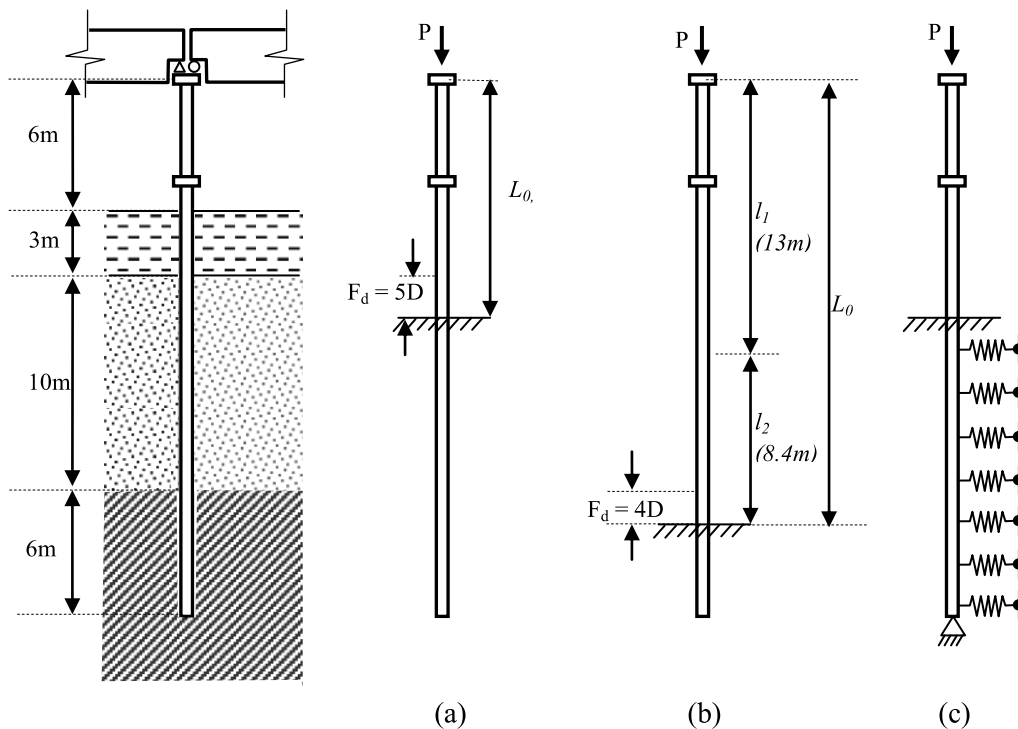 6m
3m
10m
6m
P
L0,
Fd = 5D
(a)
P
l1
(13m)
L0
l2
(8.4m)
Fd = 4D
(b)
P
(c)